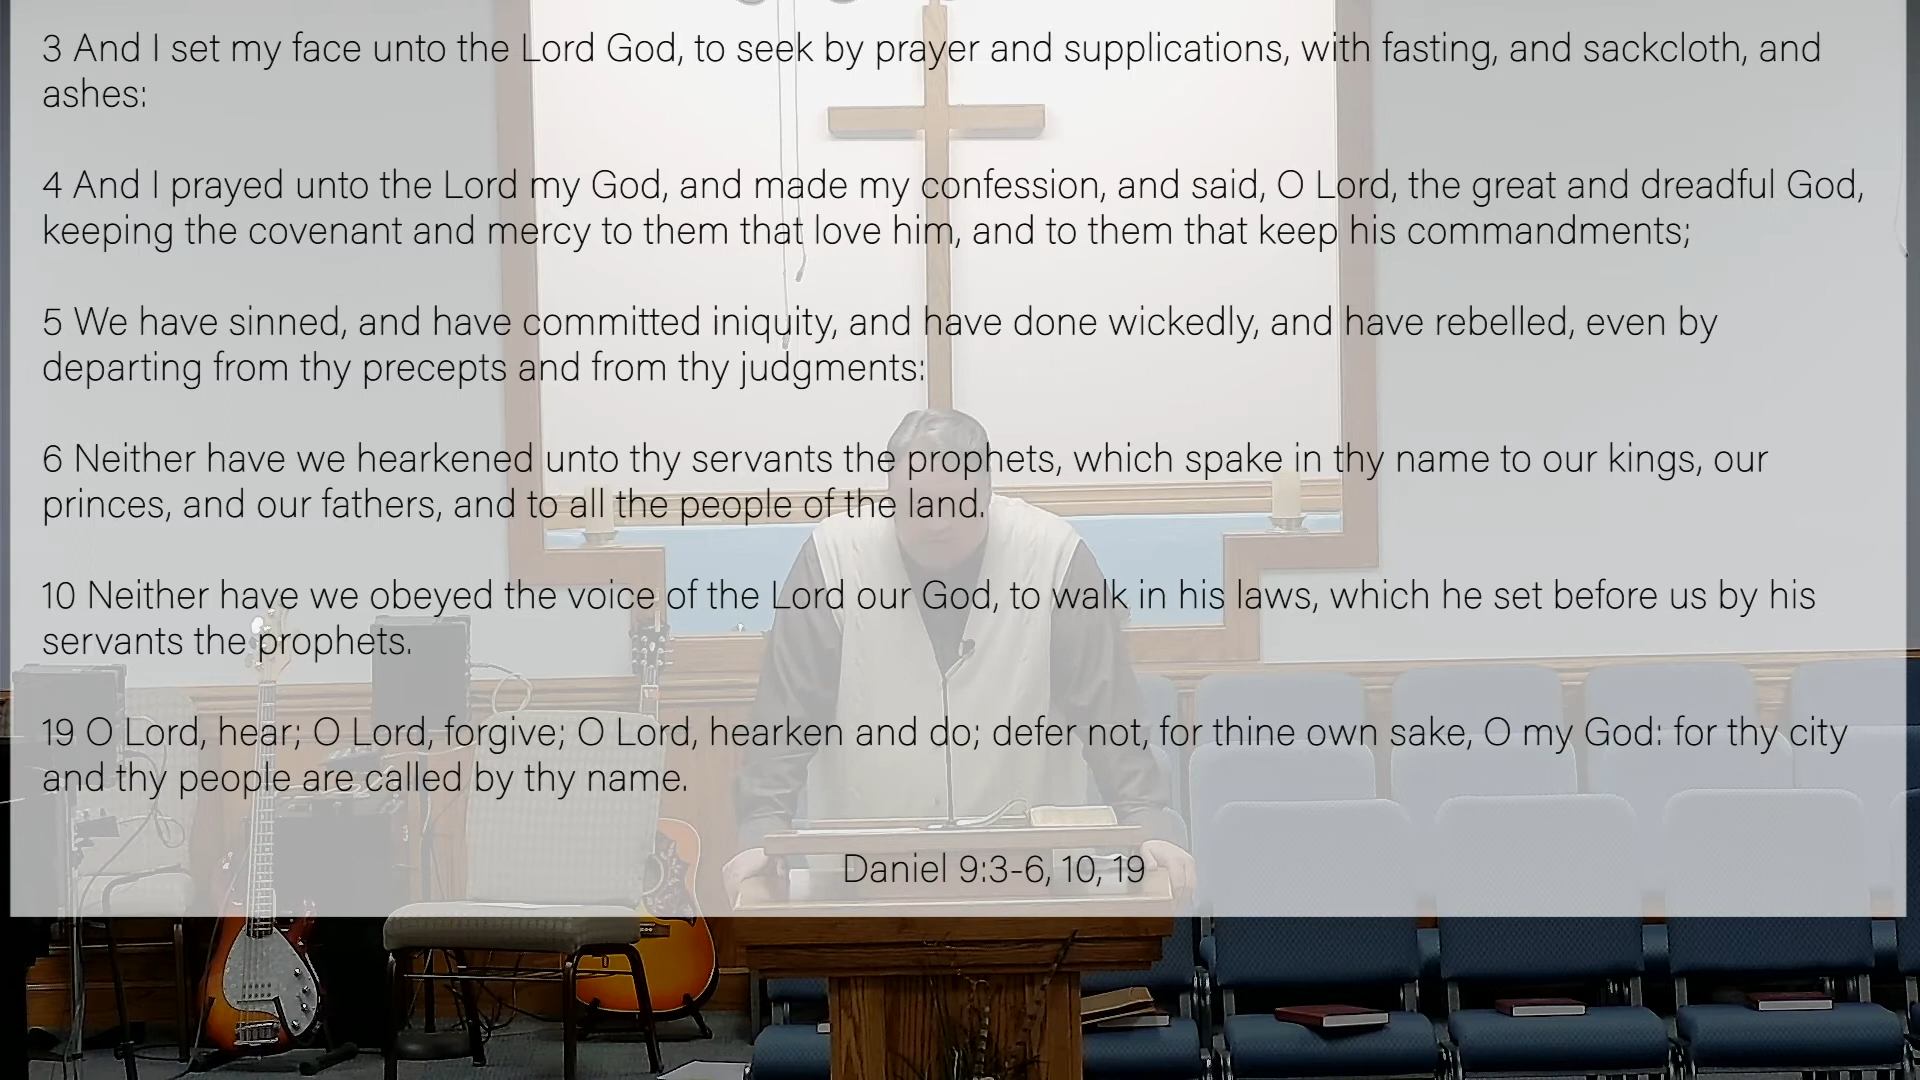 3 And I set my face unto the Lord God, to seek by prayer and supplications, with fasting, and sackcloth, and
ashes:
4 And I prayed unto the Lord my God, and made my confession, and said, O Lord, the great and dreadful God,
keeping the covenant and mercy to them that love him, and to them that keep his commandments;
5 We have sinned, and have committed iniquity, and have done wickedly, and have rebelled, even by
departing from thy precepts and from thy judgments:
6 Neither have we hearkened unto thy servants the prophets, which spake in thy name to our kings, our
princes, and our fathers, and to all the people of the land.
10 Neither have we obeyed the voice of the Lord our God, to walk in his laws, which he set before us by his
servants the prophets.
19 O Lord, hear; O Lord, forgive; O Lord, hearken and do; defer not, for thine own sake, O my God: for thy city
and thy people are called by thy name.
Daniel 9:3-6, 10, 19